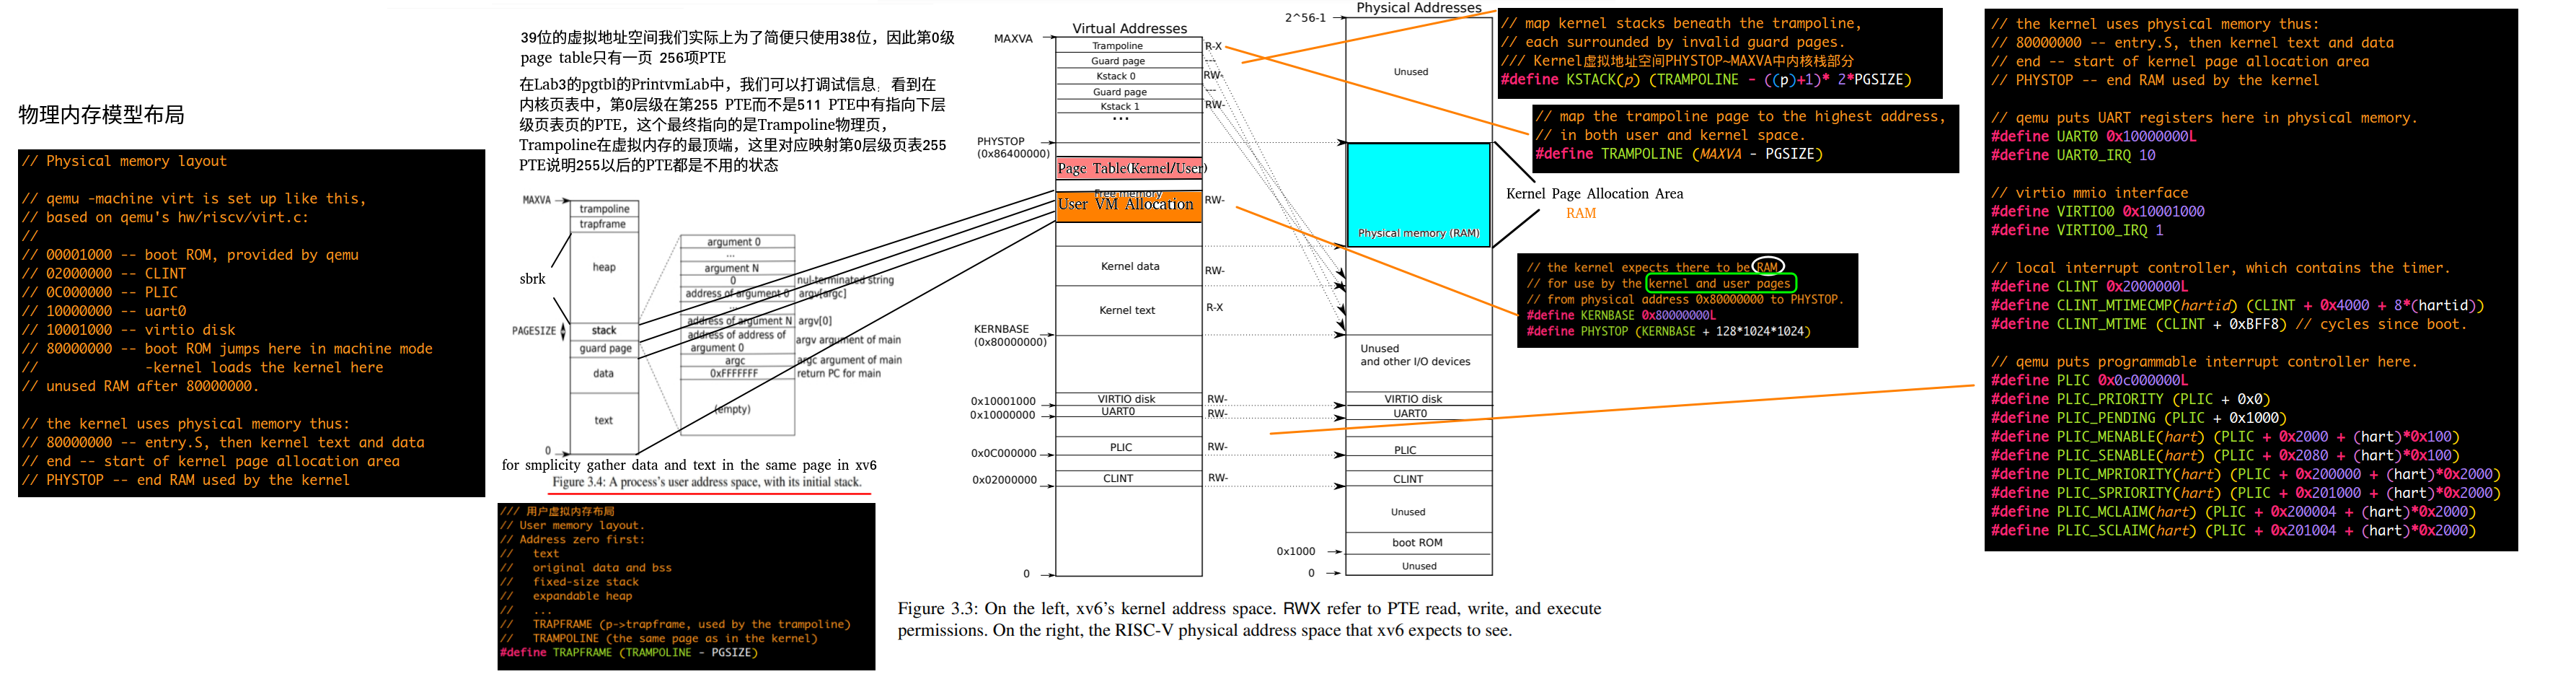 物理内存模型布局
// Physical memory layout
// qemu -machine virt is set up like this,
// based on qemu's hw/riscv/virt.c:
//
// 00001000 -- boot ROM, provided by qemu
// 02000000 -- CLINT
// 0C000000 -- PLIC
// 10000000 -- uart0
// 10001000 -- virtio disk
// 80000000 -- boot ROM jumps here in machine mode
//             -kernel loads the kernel here
// unused RAM after 80000000.
// the kernel uses physical memory thus:
// 80000000 -- entry.S, then kernel text and data
// end -- start of kernel page allocation area
// PHYSTOP -- end RAM used by the kernel
39位的虚拟地址空间我们实际上为了简便只使用38位，因此第0级
page table只有一页 256项PTE
在Lab3的pgtbl的PrintvmLab中，我们可以打调试信息，看到在
内核页表中，第0层级在第255 PTE而不是511 PTE中有指向下层
级页表页的PTE，这个最终指向的是Trampoline物理页，
Trampoline在虚拟内存的最顶端，这里对应映射第0层级页表255
PTE说明255以后的PTE都是不用的状态
MAXVA
trampoline
trapframe
heap
sbrk
stack
PAGESIZE
guard page
data
text
0
argument 0
...
argument N
0
nul-terminated string
address of argument 0
argv[argc]
address of argument N
argv[0]
address of address of
argument 0
argv argument of main
argc
argc argument of main
0xFFFFFFF
return PC for main
(empty)
for smplicity gather data and text in the same page in xv6
Figure 3.4: A process's user address space, with its initial stack.
/// 用户虚拟内存布局
// User memory layout.
// Address zero first:
//   text
//   original data and bss
//   fixed-size stack
//   expandable heap
//   ...
//   TRAPFRAME (p->trapframe, used by the trampoline)
//   TRAMPOLINE (the same page as in the kernel)
#define TRAPFRAME (TRAMPOLINE - PGSIZE)
Virtual Addresses
MAXVA
Trampoline
R-X
Guard page
---
Kstack 0
RW-
Guard page
---
Kstack 1
RW-
...
PHYSTOP
(0x86400000)
Page Table(Kernel/User)
Free memory
User VM Allocation
RW-
Kernel data
RW-
Kernel text
R-X
KERNBASE
(0x80000000)
0x10001000
VIRTIO disk
RW-
0x10000000
UART0
RW-
PLIC
RW-
0x0C000000
CLINT
RW-
0x02000000
0
Physical Addresses
2^56-1
Unused
Physical memory (RAM)
Unused
and other I/O devices
VIRTIO disk
UART0
PLIC
CLINT
Unused
boot ROM
0x1000
Unused
0
Figure 3.3: On the left, xv6's kernel address space. RWX refer to PTE read, write, and execute
permissions. On the right, the RISC-V physical address space that xv6 expects to see.
// map kernel stacks beneath the trampoline,
// each surrounded by invalid guard pages.
/// Kernel虚拟地址空间PHYSTOP~MAXVA中内核栈部分
#define KSTACK(p) (TRAMPOLINE - ((p)+1)* 2*PGSIZE)
// map the trampoline page to the highest address,
// in both user and kernel space.
#define TRAMPOLINE (MAXVA - PGSIZE)
Kernel Page Allocation Area
RAM
// the kernel expects there to be RAM
// for use by the kernel and user pages
// from physical address 0x80000000 to PHYSTOP.
#define KERNBASE 0x80000000L
#define PHYSTOP (KERNBASE + 128*1024*1024)
// the kernel uses physical memory thus:
// 80000000 -- entry.S, then kernel text and data
// end -- start of kernel page allocation area
// PHYSTOP -- end RAM used by the kernel
// qemu puts UART registers here in physical memory.
#define UART0 0x10000000L
#define UART0_IRQ 10
// virtio mmio interface
#define VIRTIO0 0x10001000
#define VIRTIO0_IRQ 1
// local interrupt controller, which contains the timer.
#define CLINT 0x2000000L
#define CLINT_MTIMECMP(hartid) (CLINT + 0x4000 + 8*(hartid))
#define CLINT_MTIME (CLINT + 0xBFF8) // cycles since boot.
// qemu puts programmable interrupt controller here.
#define PLIC 0x0c000000L
#define PLIC_PRIORITY (PLIC + 0x0)
#define PLIC_PENDING (PLIC + 0x1000)
#define PLIC_MENABLE(hart) (PLIC + 0x2000 + (hart)*0x100)
#define PLIC_SENABLE(hart) (PLIC + 0x2080 + (hart)*0x100)
#define PLIC_MPRIORITY(hart) (PLIC + 0x200000 + (hart)*0x2000)
#define PLIC_SPRIORITY(hart) (PLIC + 0x201000 + (hart)*0x2000)
#define PLIC_MCLAIM(hart) (PLIC + 0x200004 + (hart)*0x2000)
#define PLIC_SCLAIM(hart) (PLIC + 0x201004 + (hart)*0x2000)